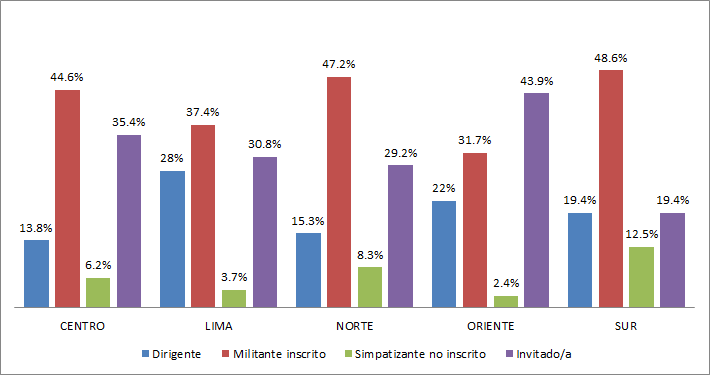 44.6% 47.2% 48.6%
43.9%
35.4% 37.4%
28% 30.8% 29.2% 31.7%
22%
13.8% 15.3% 19.4% 19.4%
6.2% 3.7% 8.3% 2.4% 12.5%
CENTRO LIMA NORTE ORIENTE SUR
Dirigente Militante inscrito Simpatizante no inscrito Invitado/a